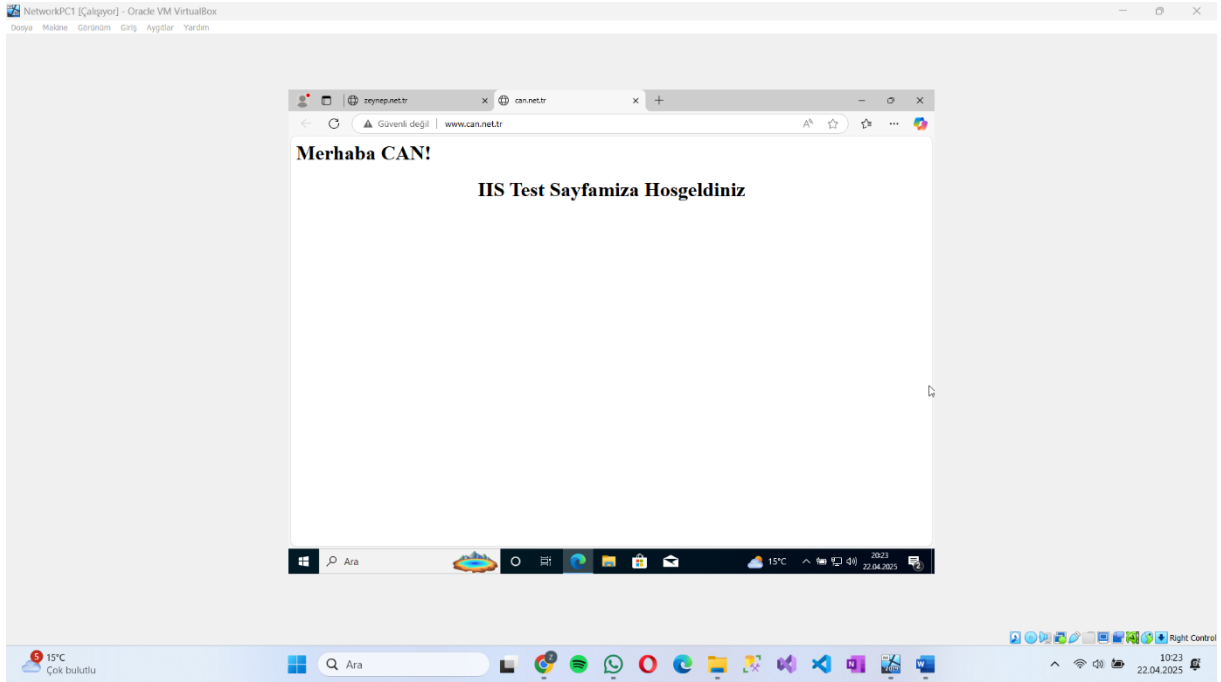 NetworkPC1 [Çalışıyor] - Oracle VM VirtualBox
Dosya Makine Görünüm Giriş Aygıtlar Yardım
zeynep.net.tr
can.net.tr
Güvenli değil www.can.net.tr
Merhaba CAN!
IIS Test Sayfamiza Hosgeldiniz
Ara
15°C
20:23
22.04.2025
2
Right Control
5
15°C
Çok bulutlu
Ara
10:23
22.04.2025